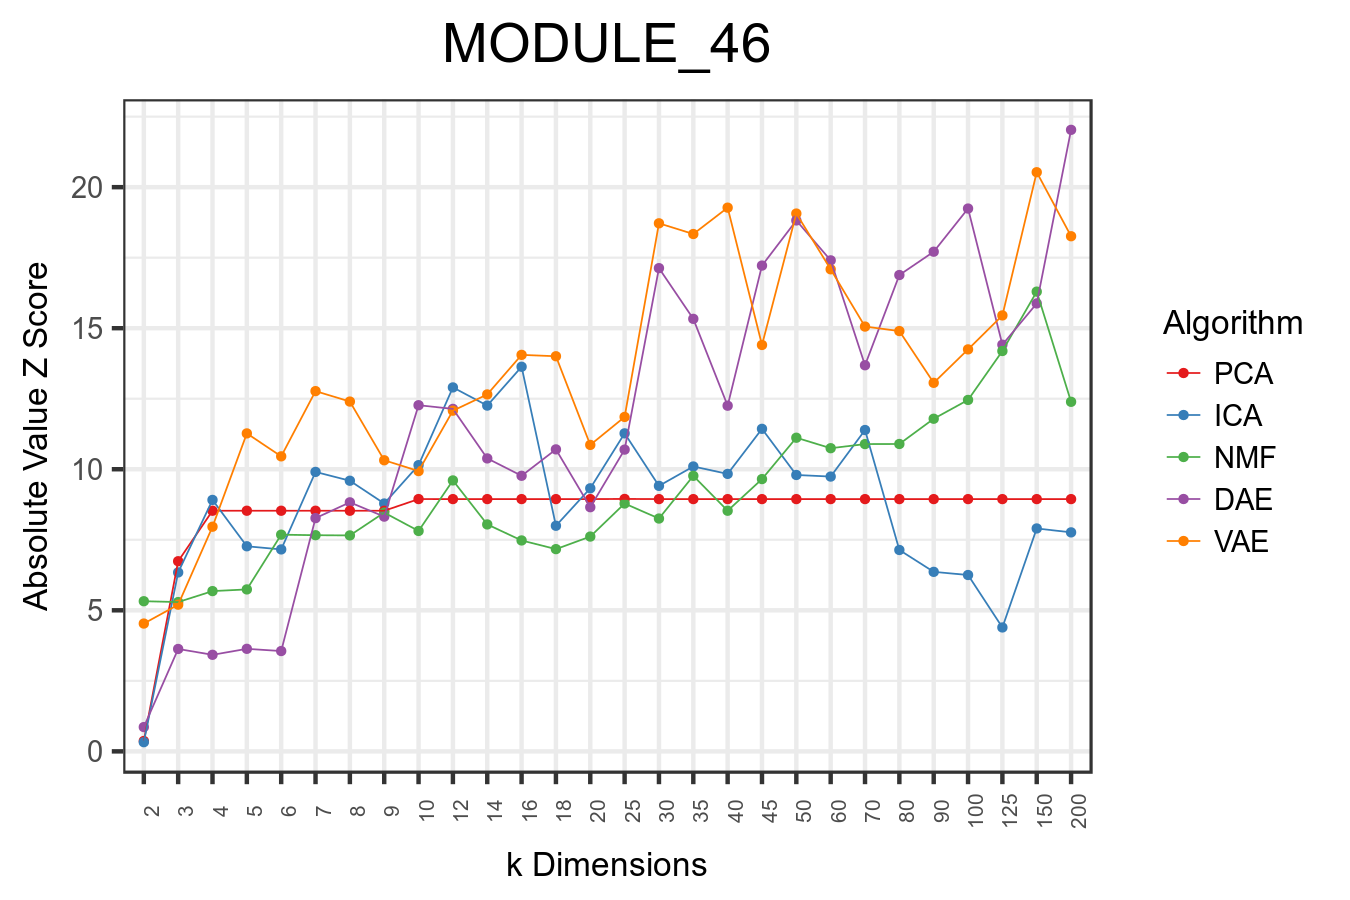 MODULE_46
Absolute Value Z Score
20
15
10
5
0
2 3 4 5 6 7 8 9 10 12 14 16 18 20 25 30 35 40 45 50 60 70 80 90 100 125 150 200
k Dimensions
Algorithm
PCA
ICA
NMF
DAE
VAE